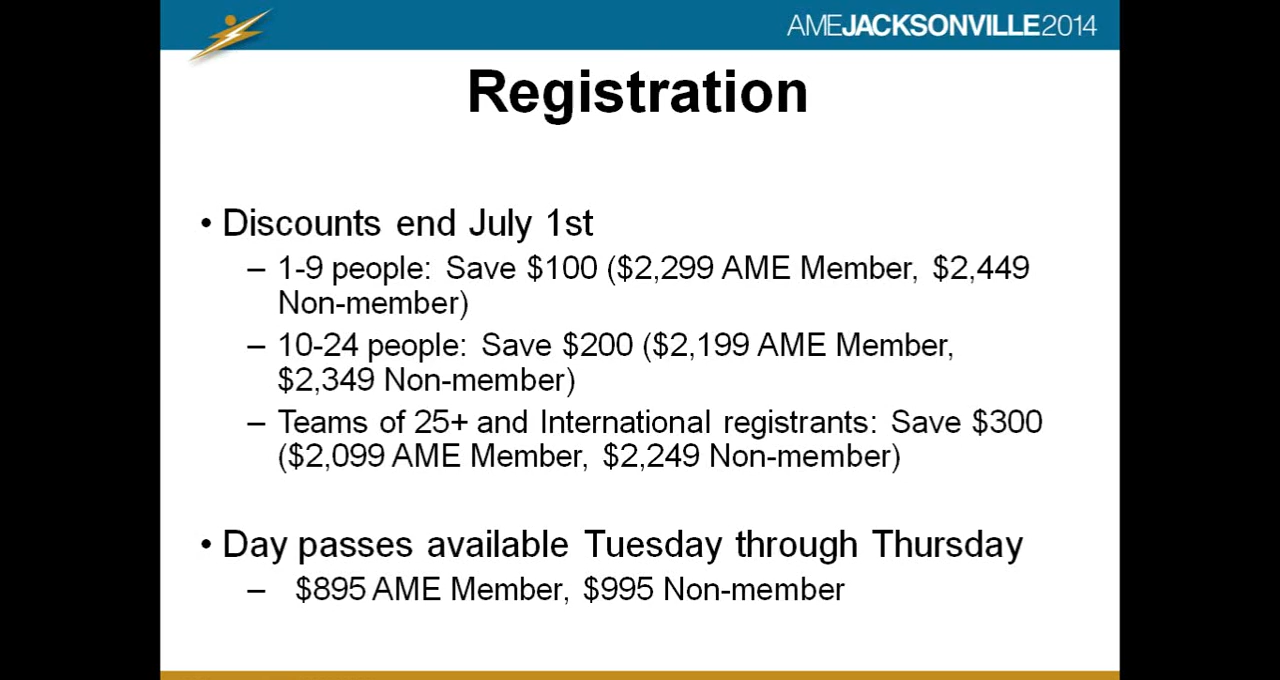 AMEJACKSONVILLE2014
Registration
• Discounts end July 1st
– 1-9 people: Save $100 ($2,299 AME Member, $2,449
Non-member)
– 10-24 people: Save $200 ($2,199 AME Member,
$2,349 Non-member)
– Teams of 25+ and International registrants: Save $300
($2,099 AME Member, $2,249 Non-member)
• Day passes available Tuesday through Thursday
– $895 AME Member, $995 Non-member